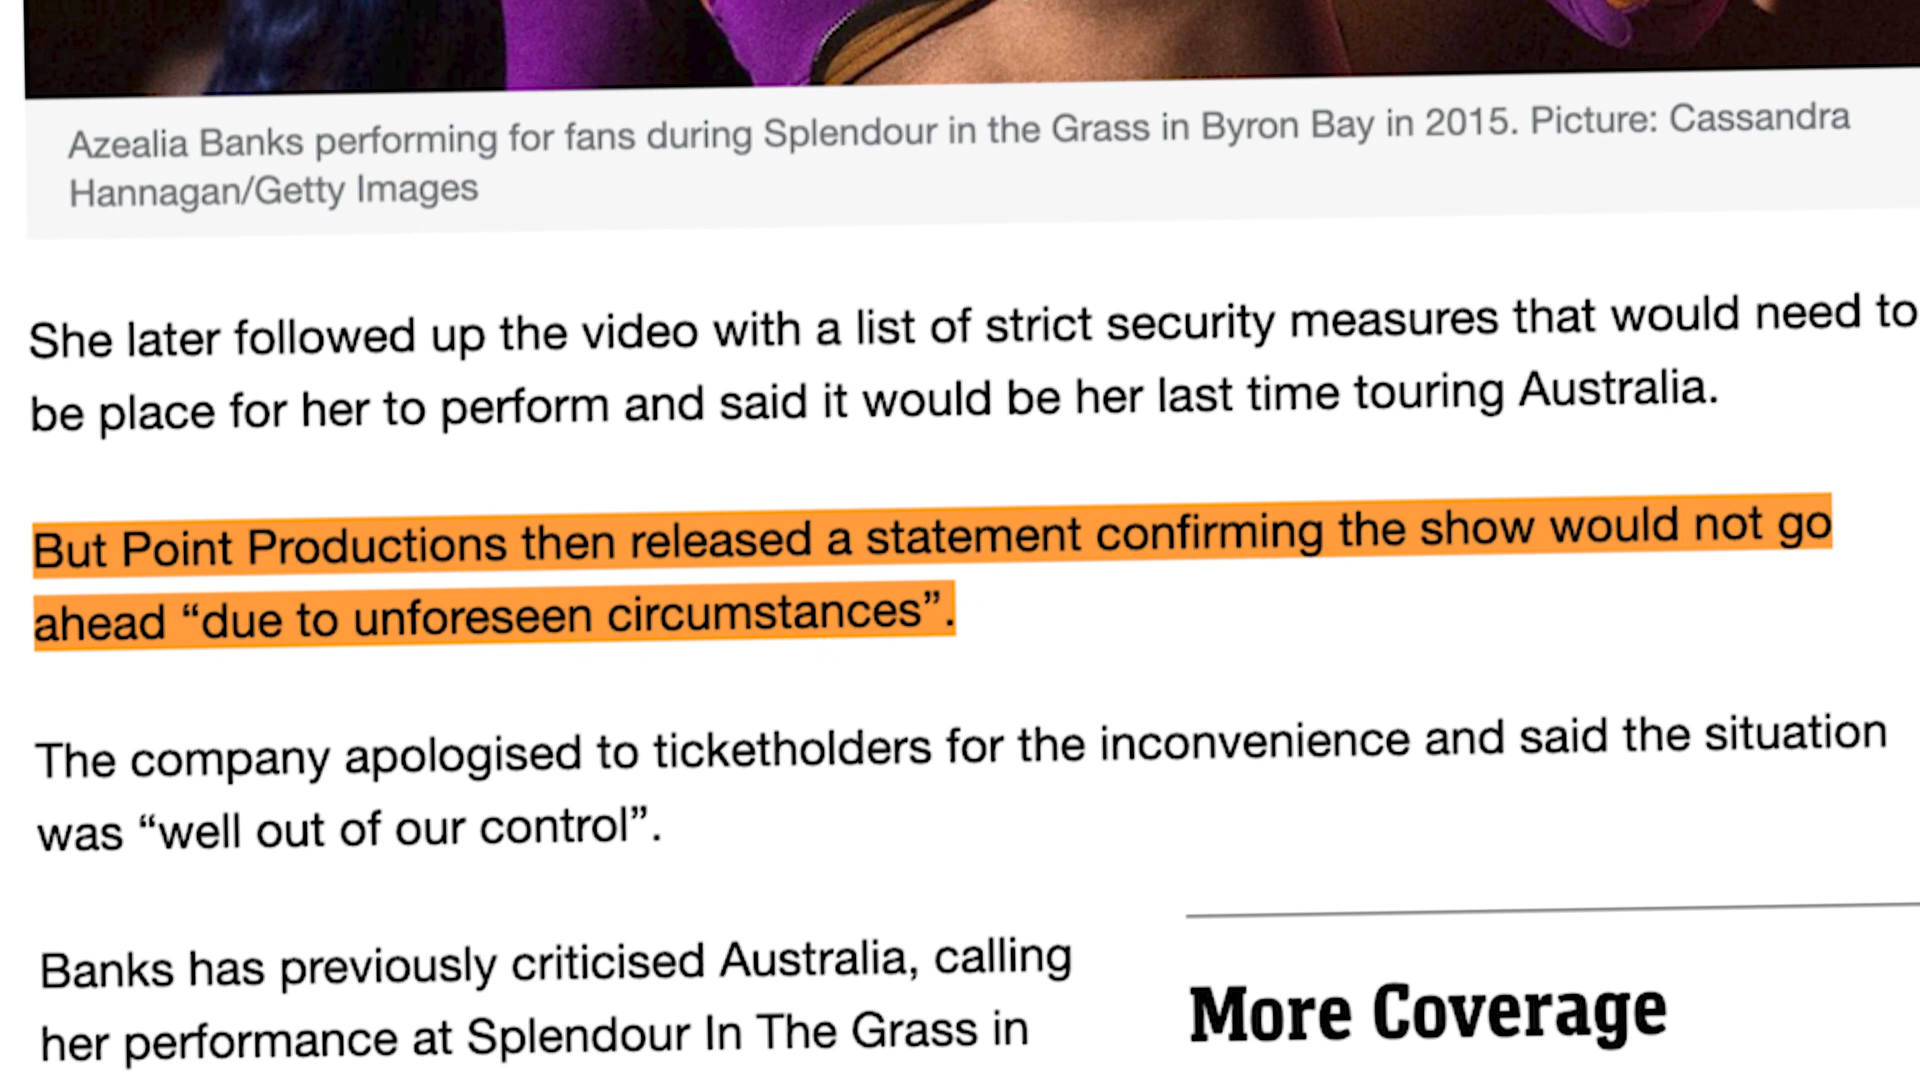 Azealia Banks performing for fans during Splendour in the Grass in Byron Bay in 2015. Picture: Cassandra
Hannagan/Getty Images
She later followed up the video with a list of strict security measures that would need to
be place for her to perform and said it would be her last time touring Australia.
But Point Productions then released a statement confirming the show would not go
ahead “due to unforeseen circumstances”.
The company apologised to ticketholders for the inconvenience and said the situation
was “well out of our control”.
Banks has previously criticised Australia, calling
her performance at Splendour In The Grass in
More Coverage